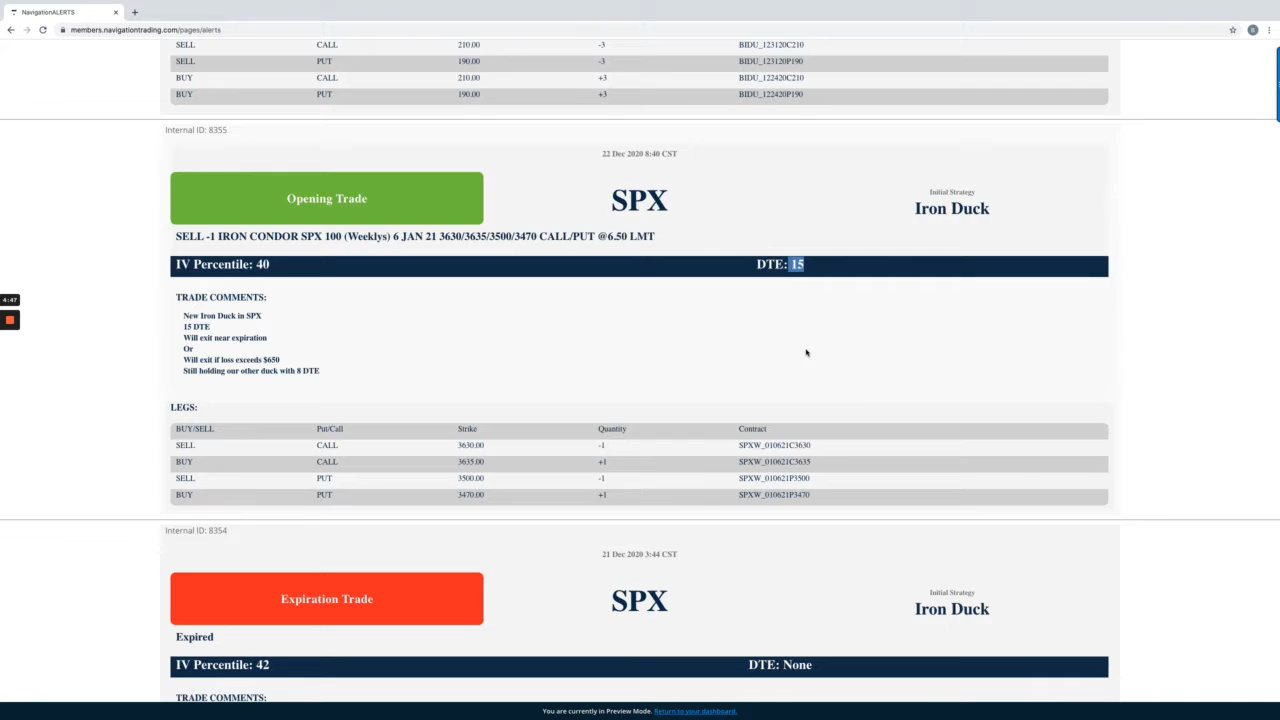 NavigationALERTS
members.navigationtrading.com/pages/alerts
SELL CALL 210.00 -3 BIDU_123120C210
SELL PUT 190.00 -3 BIDU_123120P190
BUY CALL 210.00 +3 BIDU_122420C210
BUY PUT 190.00 +3 BIDU_122420P190
Internal ID: 8355
22 Dec 2020 8:40 CST
Opening Trade
SPX
Initial Strategy
Iron Duck
SELL -1 IRON CONDOR SPX 100 (Weeklys) 6 JAN 21 3630/3635/3500/3470 CALL/PUT @6.50 LMT
IV Percentile: 40 DTE: 15
TRADE COMMENTS:
New Iron Duck in SPX
15 DTE
Will exit near expiration
Or
Will exit if loss exceeds $650
Still holding our other duck with 8 DTE
4:47
LEGS:
BUY/SELL Put/Call Strike Quantity Contract
SELL CALL 3630.00 -1 SPXW_010621C3630
BUY CALL 3635.00 +1 SPXW_010621C3635
SELL PUT 3500.00 -1 SPXW_010621P3500
BUY PUT 3470.00 +1 SPXW_010621P3470
Internal ID: 8354
21 Dec 2020 3:44 CST
Expiration Trade
SPX
Initial Strategy
Iron Duck
Expired
IV Percentile: 42 DTE: None
TRADE COMMENTS:
You are currently in Preview Mode. Return to your dashboard.